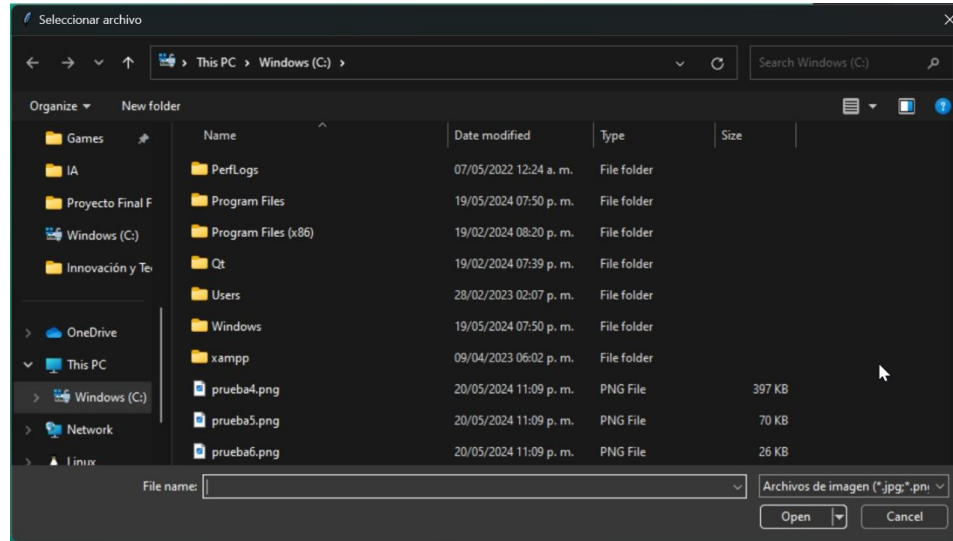 Seleccionar archivo
This PC > Windows (C:) >
Search Windows (C:)
Organize
New folder
Name Date modified Type Size
Games
IA
Proyecto Final
Windows (C:)
Innovación y
OneDrive
This PC
Windows (C:)
Network
Linux
PerfLogs 07/05/2022 12:24 a. m. File folder
Program Files 19/05/2024 07:50 p. m. File folder
Program Files (x86) 19/02/2024 08:20 p. m. File folder
Qt 19/02/2024 07:39 p. m. File folder
Users 28/02/2023 02:07 p. m. File folder
Windows 19/05/2024 07:50 p. m. File folder
xampp 09/04/2023 06:02 p. m. File folder
prueba4.png 20/05/2024 11:09 p. m. PNG File 397 KB
prueba5.png 20/05/2024 11:09 p. m. PNG File 70 KB
prueba6.png 20/05/2024 11:09 p. m. PNG File 26 KB
File name:
Archivos de imagen (*.jpg;*.pn
Open
Cancel